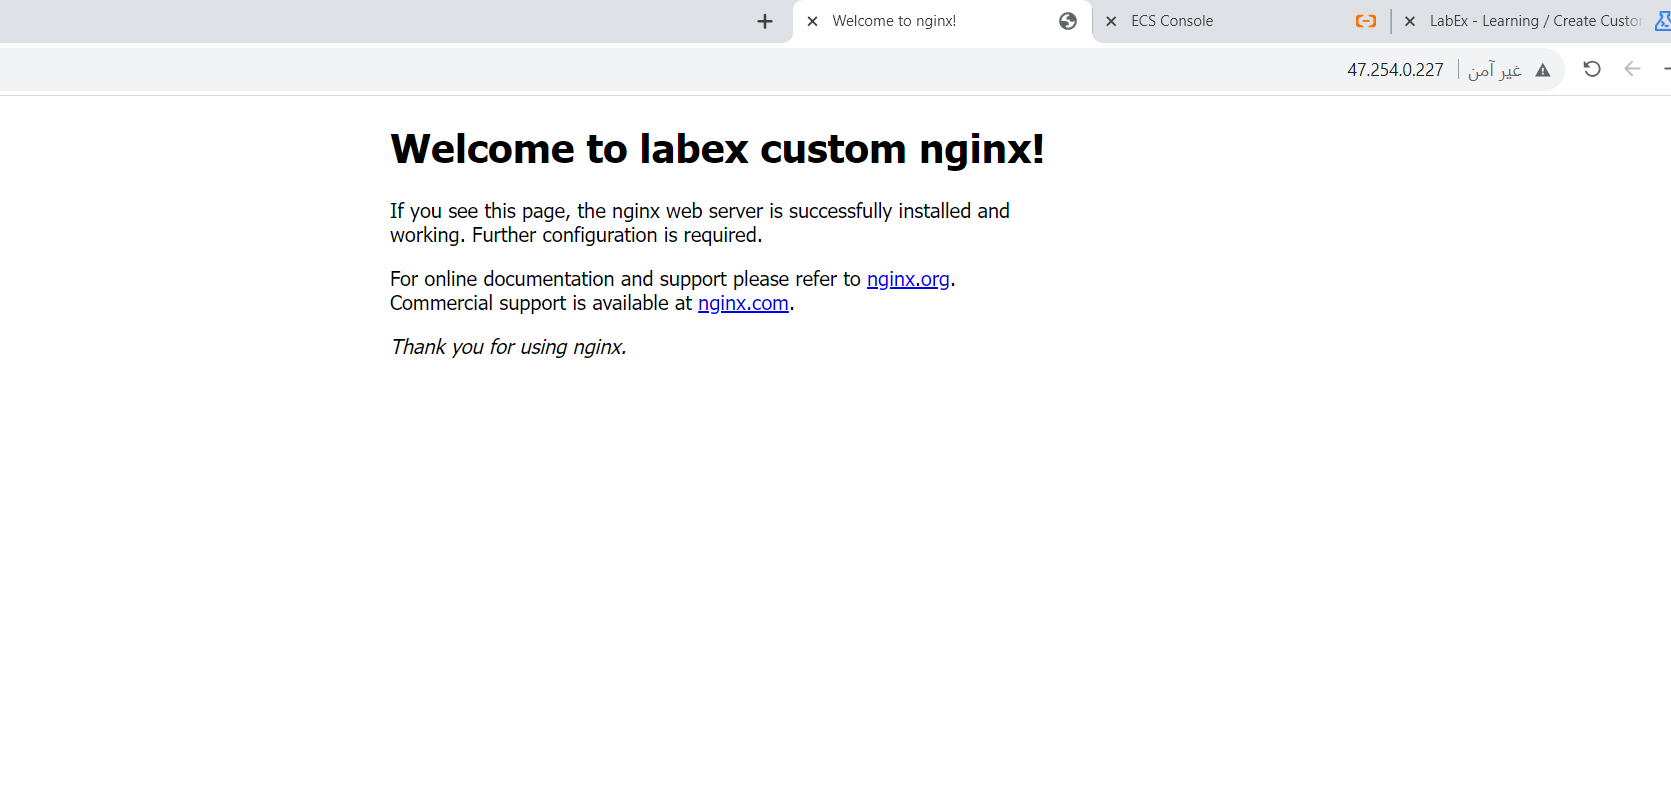 Welcome to nginx!
ECS Console
LabEx - Learning / Create Custor
47.254.0.227
غير آمن
Welcome to labex custom nginx!
If you see this page, the nginx web server is successfully installed and
working. Further configuration is required.
For online documentation and support please refer to nginx.org.
Commercial support is available at nginx.com.
Thank you for using nginx.